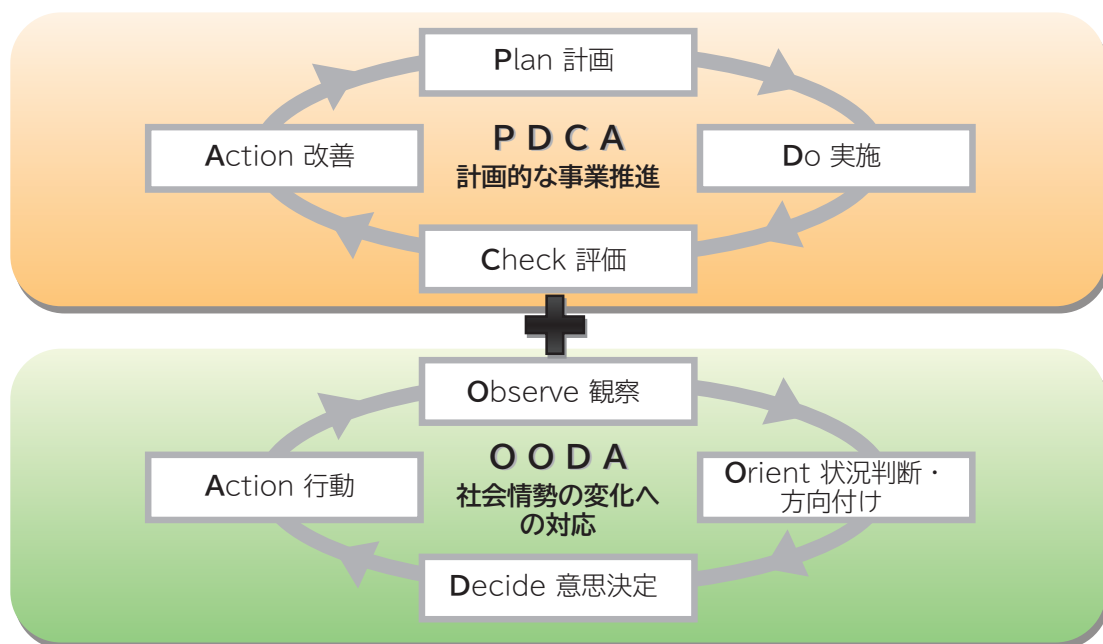 Plan 計画
Action 改善
P D C A
計画的な事業推進
Do 実施
Check 評価
Observe 観察
Action 行動
O O D A
社会情勢の変化へ
の対応
Orient 状況判断・
方向付け
Decide 意思決定